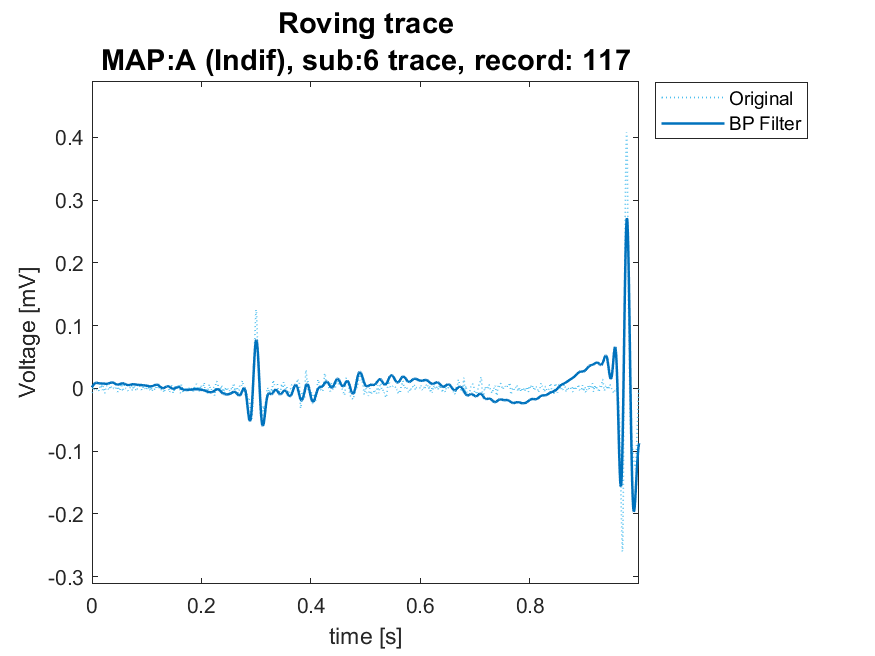 Roving trace
MAP:A (Indif), sub:6 trace, record: 117
Original
BP Filter
0.4
0.3
0.2
0.1
0
-0.1
-0.2
-0.3
Voltage [mV]
0
0.2
0.4
0.6
0.8
time [s]